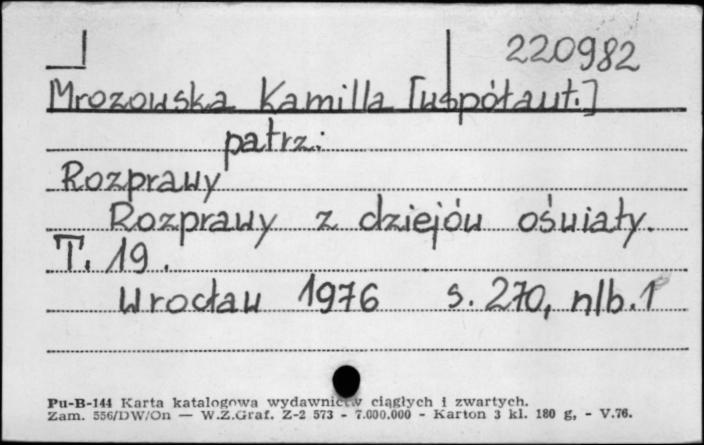 220982
Mrozowska Kamilla [współaut.]
patrz:
Rozprawy
Rozprawy z dziejów oświaty.
T. 19.
Wrocław 1976 s. 270, nlb. 1
Pu-B-144 Karta katalogowa wydawnictw ciągłych i zwartych.
Zam. 556/DW/On — W.Z.Graf. Z-2 573 - 7.000.000 - Karton 3 kl. 180 g, - V.76.